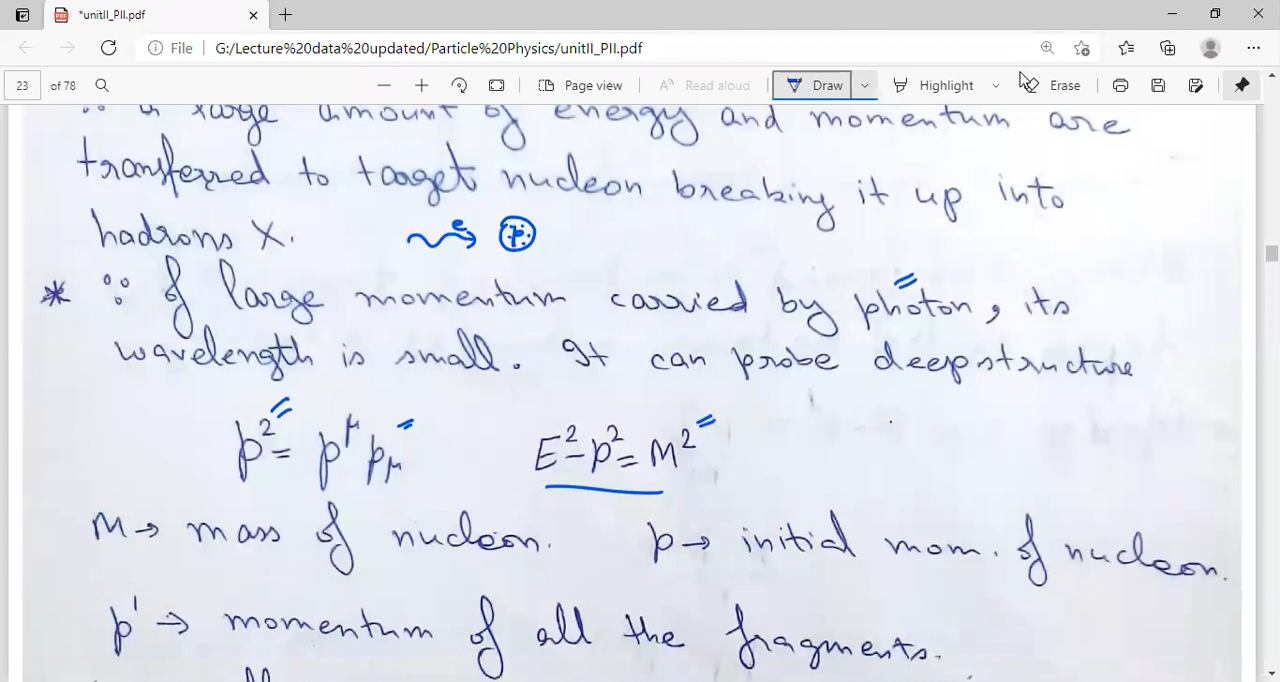 *unitII_PII.pdf
File G:/Lecture%20data%20updated/Particle%20Physics/unitII_PII.pdf
23 of 78 Page view Read aloud Draw Highlight Erase
∵ a large amount of energy and momentum are
transferred to target nucleon breaking it up into
hadrons X. e p
* ∵ of large momentum carried by photon, its
wavelength is small. It can probe deepstructure
p² = p^μ p_μ E² - p² = M²
M → mass of nucleon. p → initial mom. of nucleon.
p' → momentum of all the fragments.